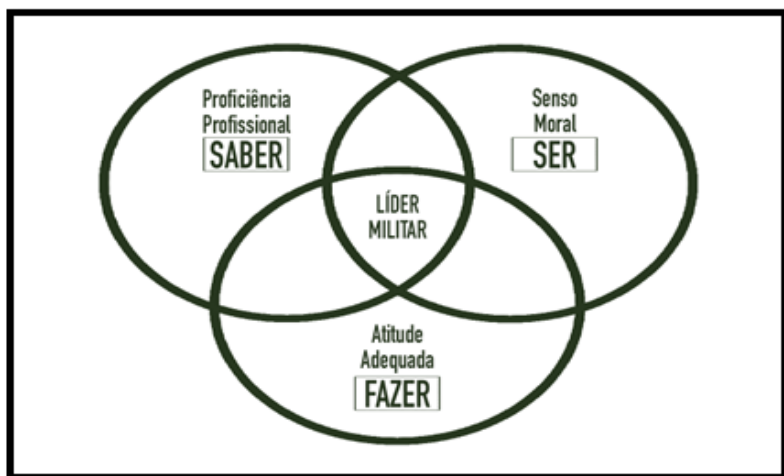 Proficiência
Profissional
SABER
Senso
Moral
SER
LÍDER
MILITAR
Atitude
Adequada
FAZER